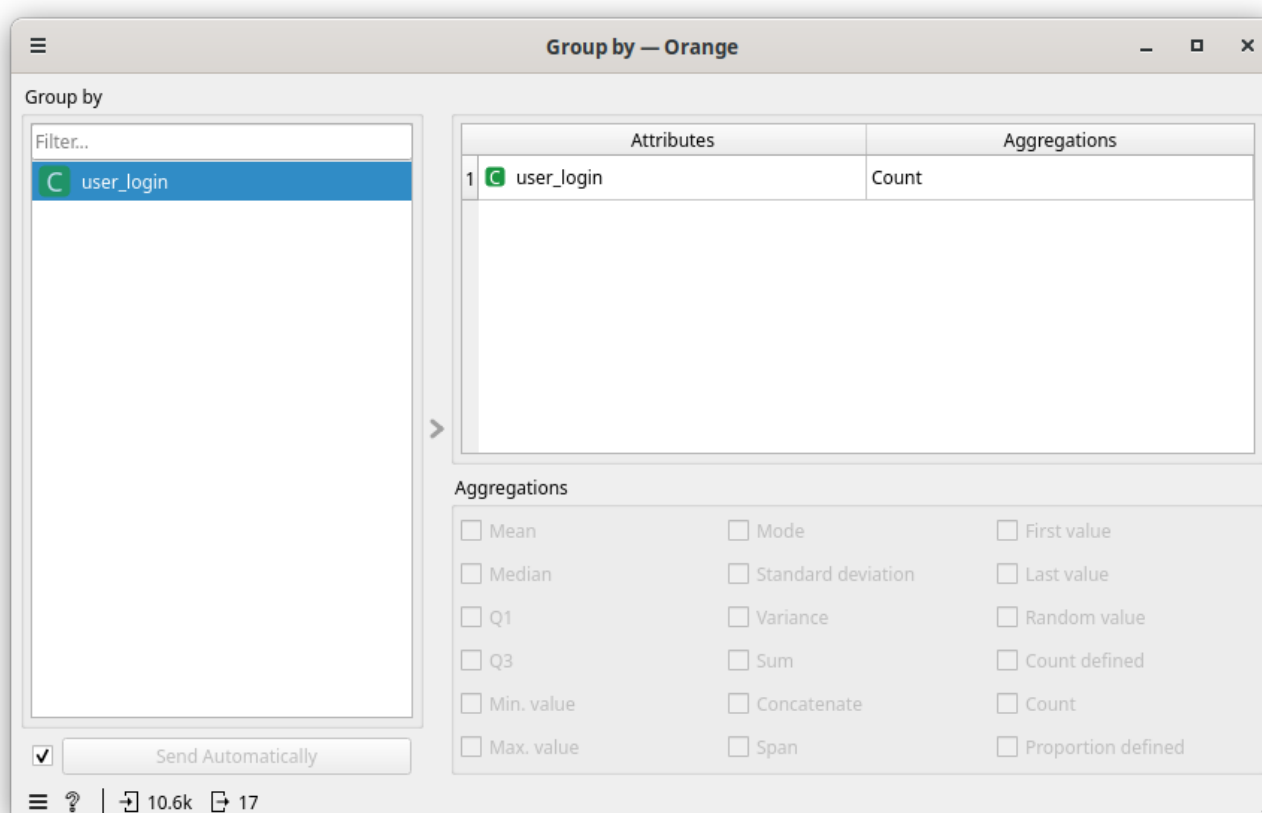 Group by — Orange
Group by
Filter...
C user_login
Attributes Aggregations
1 C user_login Count
Aggregations
Mean Mode First value
Median Standard deviation Last value
Q1 Variance Random value
Q3 Sum Count defined
Min. value Concatenate Count
Max. value Span Proportion defined
Send Automatically
? | 10.6k 17